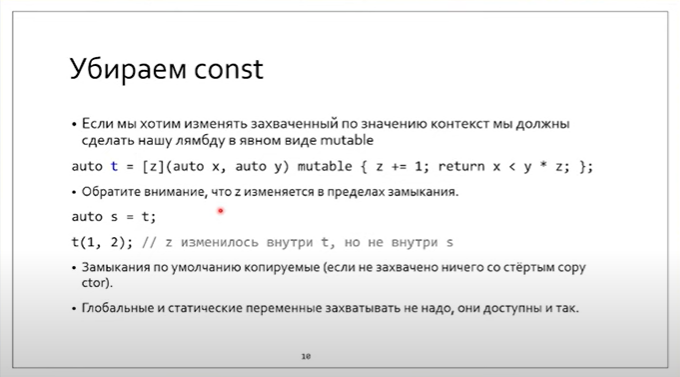 Убираем const
• Если мы хотим изменять захваченный по значению контекст мы должны
сделать нашу лямбду в явном виде mutable
auto t = [z](auto x, auto y) mutable { z += 1; return x < y * z; };
• Обратите внимание, что z изменяется в пределах замыкания.
auto s = t;
t(1, 2); // z изменилось внутри t, но не внутри s
• Замыкания по умолчанию копируемые (если не захвачено ничего со стёртым copy
ctor).
• Глобальные и статические переменные захватывать не надо, они доступны и так.
10